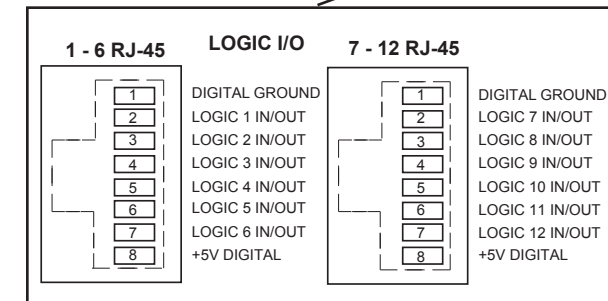 LOGIC I/O
1 - 6 RJ-45
1 DIGITAL GROUND
2 LOGIC 1 IN/OUT
3 LOGIC 2 IN/OUT
4 LOGIC 3 IN/OUT
5 LOGIC 4 IN/OUT
6 LOGIC 5 IN/OUT
7 LOGIC 6 IN/OUT
8 +5V DIGITAL
7 - 12 RJ-45
1 DIGITAL GROUND
2 LOGIC 7 IN/OUT
3 LOGIC 8 IN/OUT
4 LOGIC 9 IN/OUT
5 LOGIC 10 IN/OUT
6 LOGIC 11 IN/OUT
7 LOGIC 12 IN/OUT
8 +5V DIGITAL